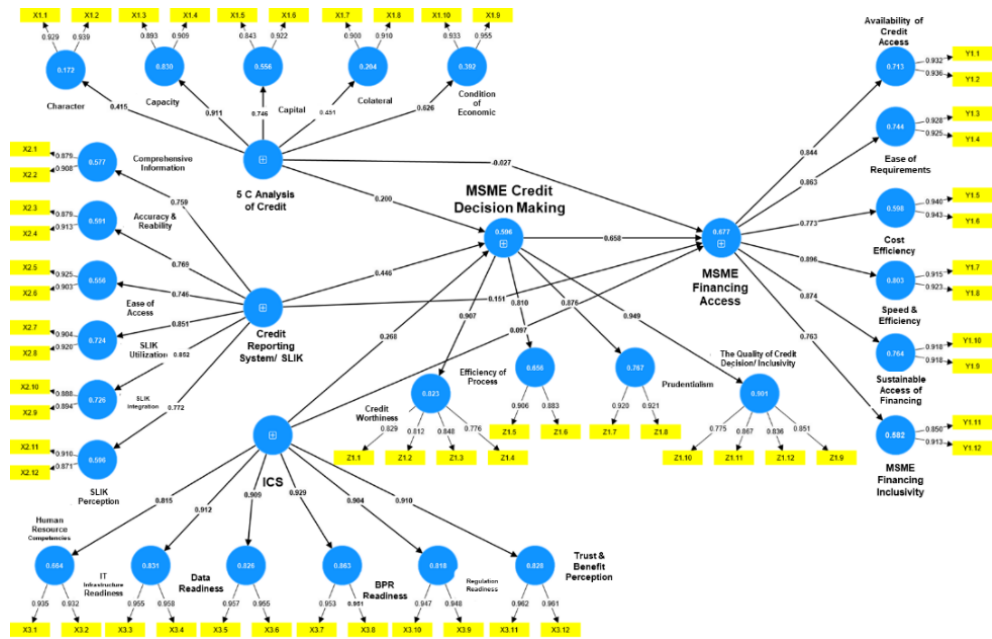 X1.1 X1.2 X1.3 X1.4 X1.5 X1.6 X1.7 X1.8 X1.10 X1.9
0.929 0.939 0.893 0.909 0.843 0.922 0.900 0.910 0.933 0.955
0.172 0.830 0.556 0.392
Character
Capacity
Capital
Colateral
Condition
of
Economic
0.415 0.911 0.746 0.451 0.626
Availability of
Credit
Access
0.713
0.932 Y1.1
0.936 Y1.2
0.744
0.928 Y1.3
0.925 Y1.4
Ease of
Requirements
0.598
Y1.5
0.943 Y1.6
Cost
Efficiency
0.803
0.915 Y1.7
0.923 Y1.8
Speed &
Efficiency
0.764
0.918 Y1.10
0.918 Y1.9
Sustainable
Access of
Financing
0.582
0.850 Y1.11
0.913 Y1.12
MSME
Financing
Inclusivity
0.844
0.863
0.773
0.896
0.874
0.763
X2.1 0.879
X2.2 0.908
0.577
Comprehensive
Information
X2.3 0.879
X2.4 0.913
0.591
Accuracy &
Reability
X2.5 0.925
X2.6 0.903
0.556
Ease of
Access
X2.7 0.904
X2.8 0.920
0.724
SLIK
Utilization
X2.10 0.888
X2.9 0.894
0.726
SLIK
Integration
X2.11 0.910
X2.12 0.871
SLIK
Perception
0.759
0.769
0.746
0.851
0.852
0.772
5 C Analysis
of Credit
-0.027
0.200
MSME Credit
Decision Making
0.596
0.658
0.677
MSME
Financing
Access
0.446
0.151
Credit
Reporting
System/ SLIK
0.268
0.097
0.907 0.810 0.876 0.949
Credit
Worthiness
0.823
0.829 0.812 0.848 0.776
Z1.1 Z1.2 Z1.3 Z1.4
Efficiency of
Process
0.656
0.906 0.883
Z1.5 Z1.6
0.767
Prudentialism
0.920 0.921
Z1.7 Z1.8
The Quality of Credit
Decision/ Inclusivity
0.901
0.775 0.867 0.836 0.851
Z1.10 Z1.11 Z1.12 Z1.9
ICS
0.815 0.912 0.909 0.929 0.904 0.910
Human
Resource
Competencies
0.664
IT
Infrastructure
Readiness
0.831
Data
Readiness
0.826
BPR
Readiness
0.863
Regulation
Readiness
0.818
Trust &
Benefit
Perception
0.828
0.935 0.932 0.955 0.958 0.957 0.955 0.953 0.951 0.947 0.948 0.962 0.961
X3.1 X3.2 X3.3 X3.4 X3.5 X3.6 X3.7 X3.8 X3.10 X3.9 X3.11 X3.12